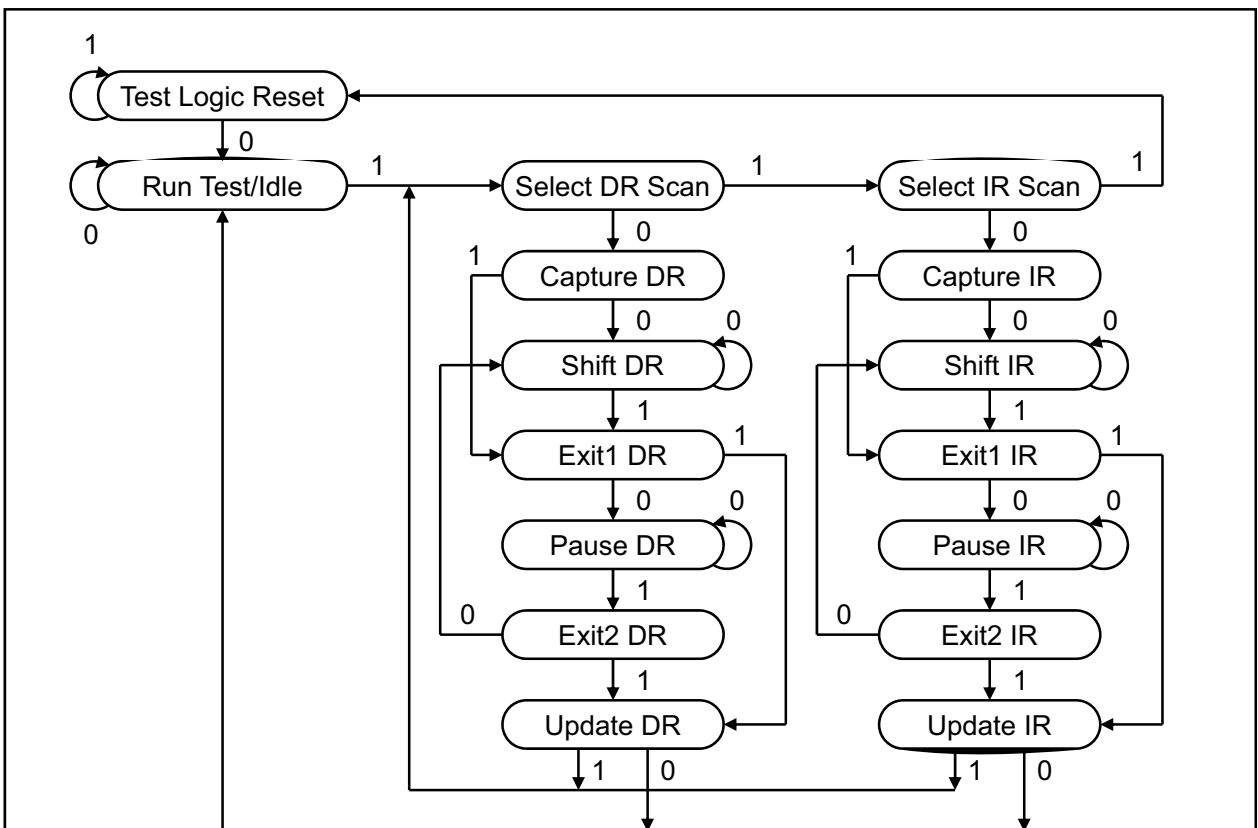 1
Test Logic Reset
0
Run Test/Idle
1
Select DR Scan
1
Select IR Scan
1
0
0
0
1
Capture DR
1
Capture IR
0
0
0
0
Shift DR
Shift IR
1
1
Exit1 DR
1
Exit1 IR
1
0
0
0
0
Pause DR
Pause IR
1
1
0
Exit2 DR
0
Exit2 IR
1
1
Update DR
Update IR
1
0
1
0